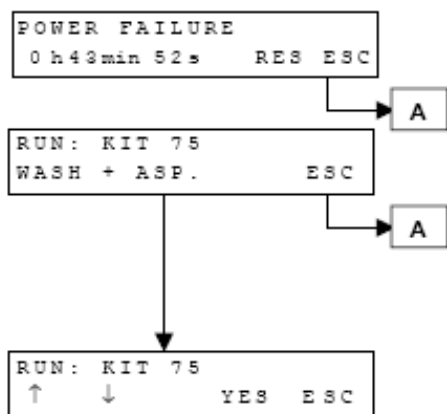 POWER FAILURE
0h43min 52s RES ESC
A
RUN: KIT 75
WASH + ASP. ESC
A
RUN: KIT 75
↑ ↓ YES ESC